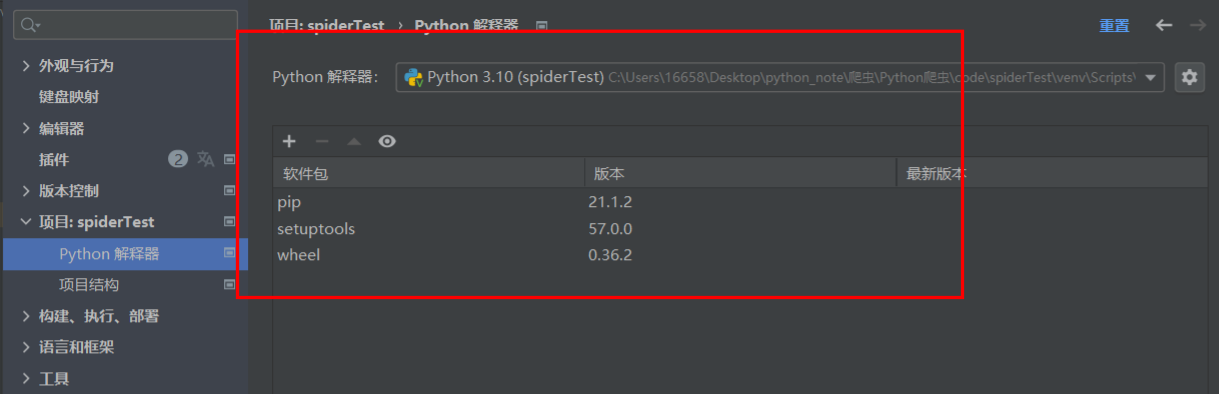 项目: spiderTest › Python 解释器
重置
外观与行为
键盘映射
编辑器
插件 2
版本控制
项目: spiderTest
Python 解释器
项目结构
构建、执行、部署
语言和框架
工具
Python 解释器: Python 3.10 (spiderTest) C:\Users\16658\Desktop\python_note\爬虫\Python爬虫\code\spiderTest\venv\Scripts\
软件包 版本 最新版本
pip 21.1.2
setuptools 57.0.0
wheel 0.36.2